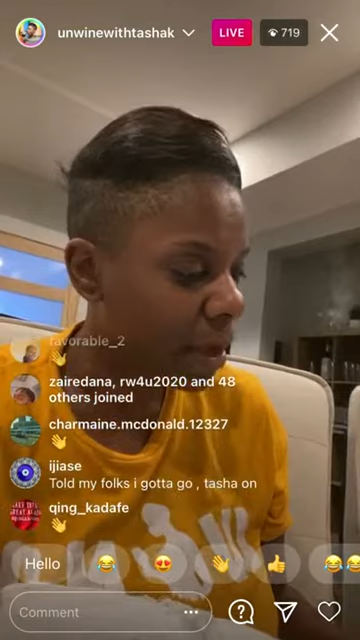 unwinewithtashak
LIVE
719
favorable_2
zairedana, rw4u2020 and 48
others joined
charmaine.mcdonald.12327
ijiase
Told my folks i gotta go , tasha on
qing_kadafe
Hello
Comment